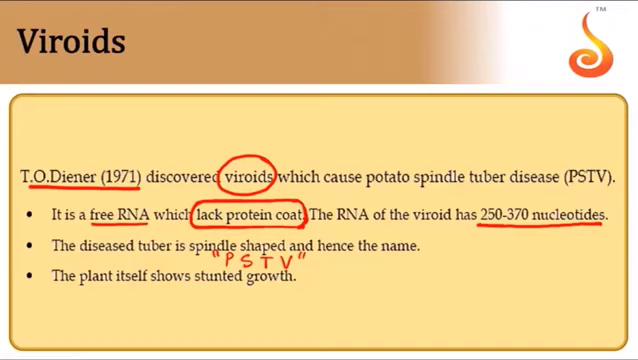 TM
Viroids
T.O.Diener (1971) discovered viroids which cause potato spindle tuber disease (PSTV).
• It is a free RNA which lack protein coat. The RNA of the viroid has 250-370 nucleotides.
• The diseased tuber is spindle shaped and hence the name.
"PSTV"
• The plant itself shows stunted growth.